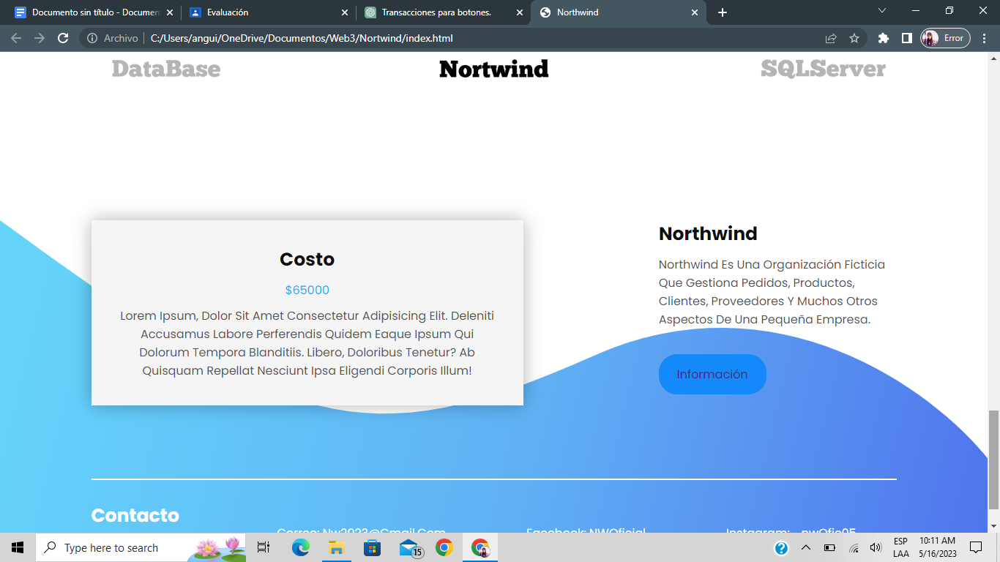 Documento sin título - Documen
Evaluación
Transacciones para botones.
Northwind
Archivo
C:/Users/angui/OneDrive/Documentos/Web3/Nortwind/index.html
Error
DataBase
Nortwind
SQLServer
Costo
$65000
Lorem Ipsum, Dolor Sit Amet Consectetur Adipisicing Elit. Deleniti
Accusamus Labore Perferendis Quidem Eaque Ipsum Qui
Dolorum Tempora Blanditiis. Libero, Doloribus Tenetur? Ab
Quisquam Repellat Nesciunt Ipsa Eligendi Corporis Illum!
Northwind
Northwind Es Una Organización Ficticia
Que Gestiona Pedidos, Productos,
Clientes, Proveedores Y Muchos Otros
Aspectos De Una Pequeña Empresa.
Información
Contacto
Correo: Nw2023@Gmail.Com
Facebook: NWOficial
Instagram: _nwOfic05_
Type here to search
15
ESP
LAA
10:11 AM
5/16/2023